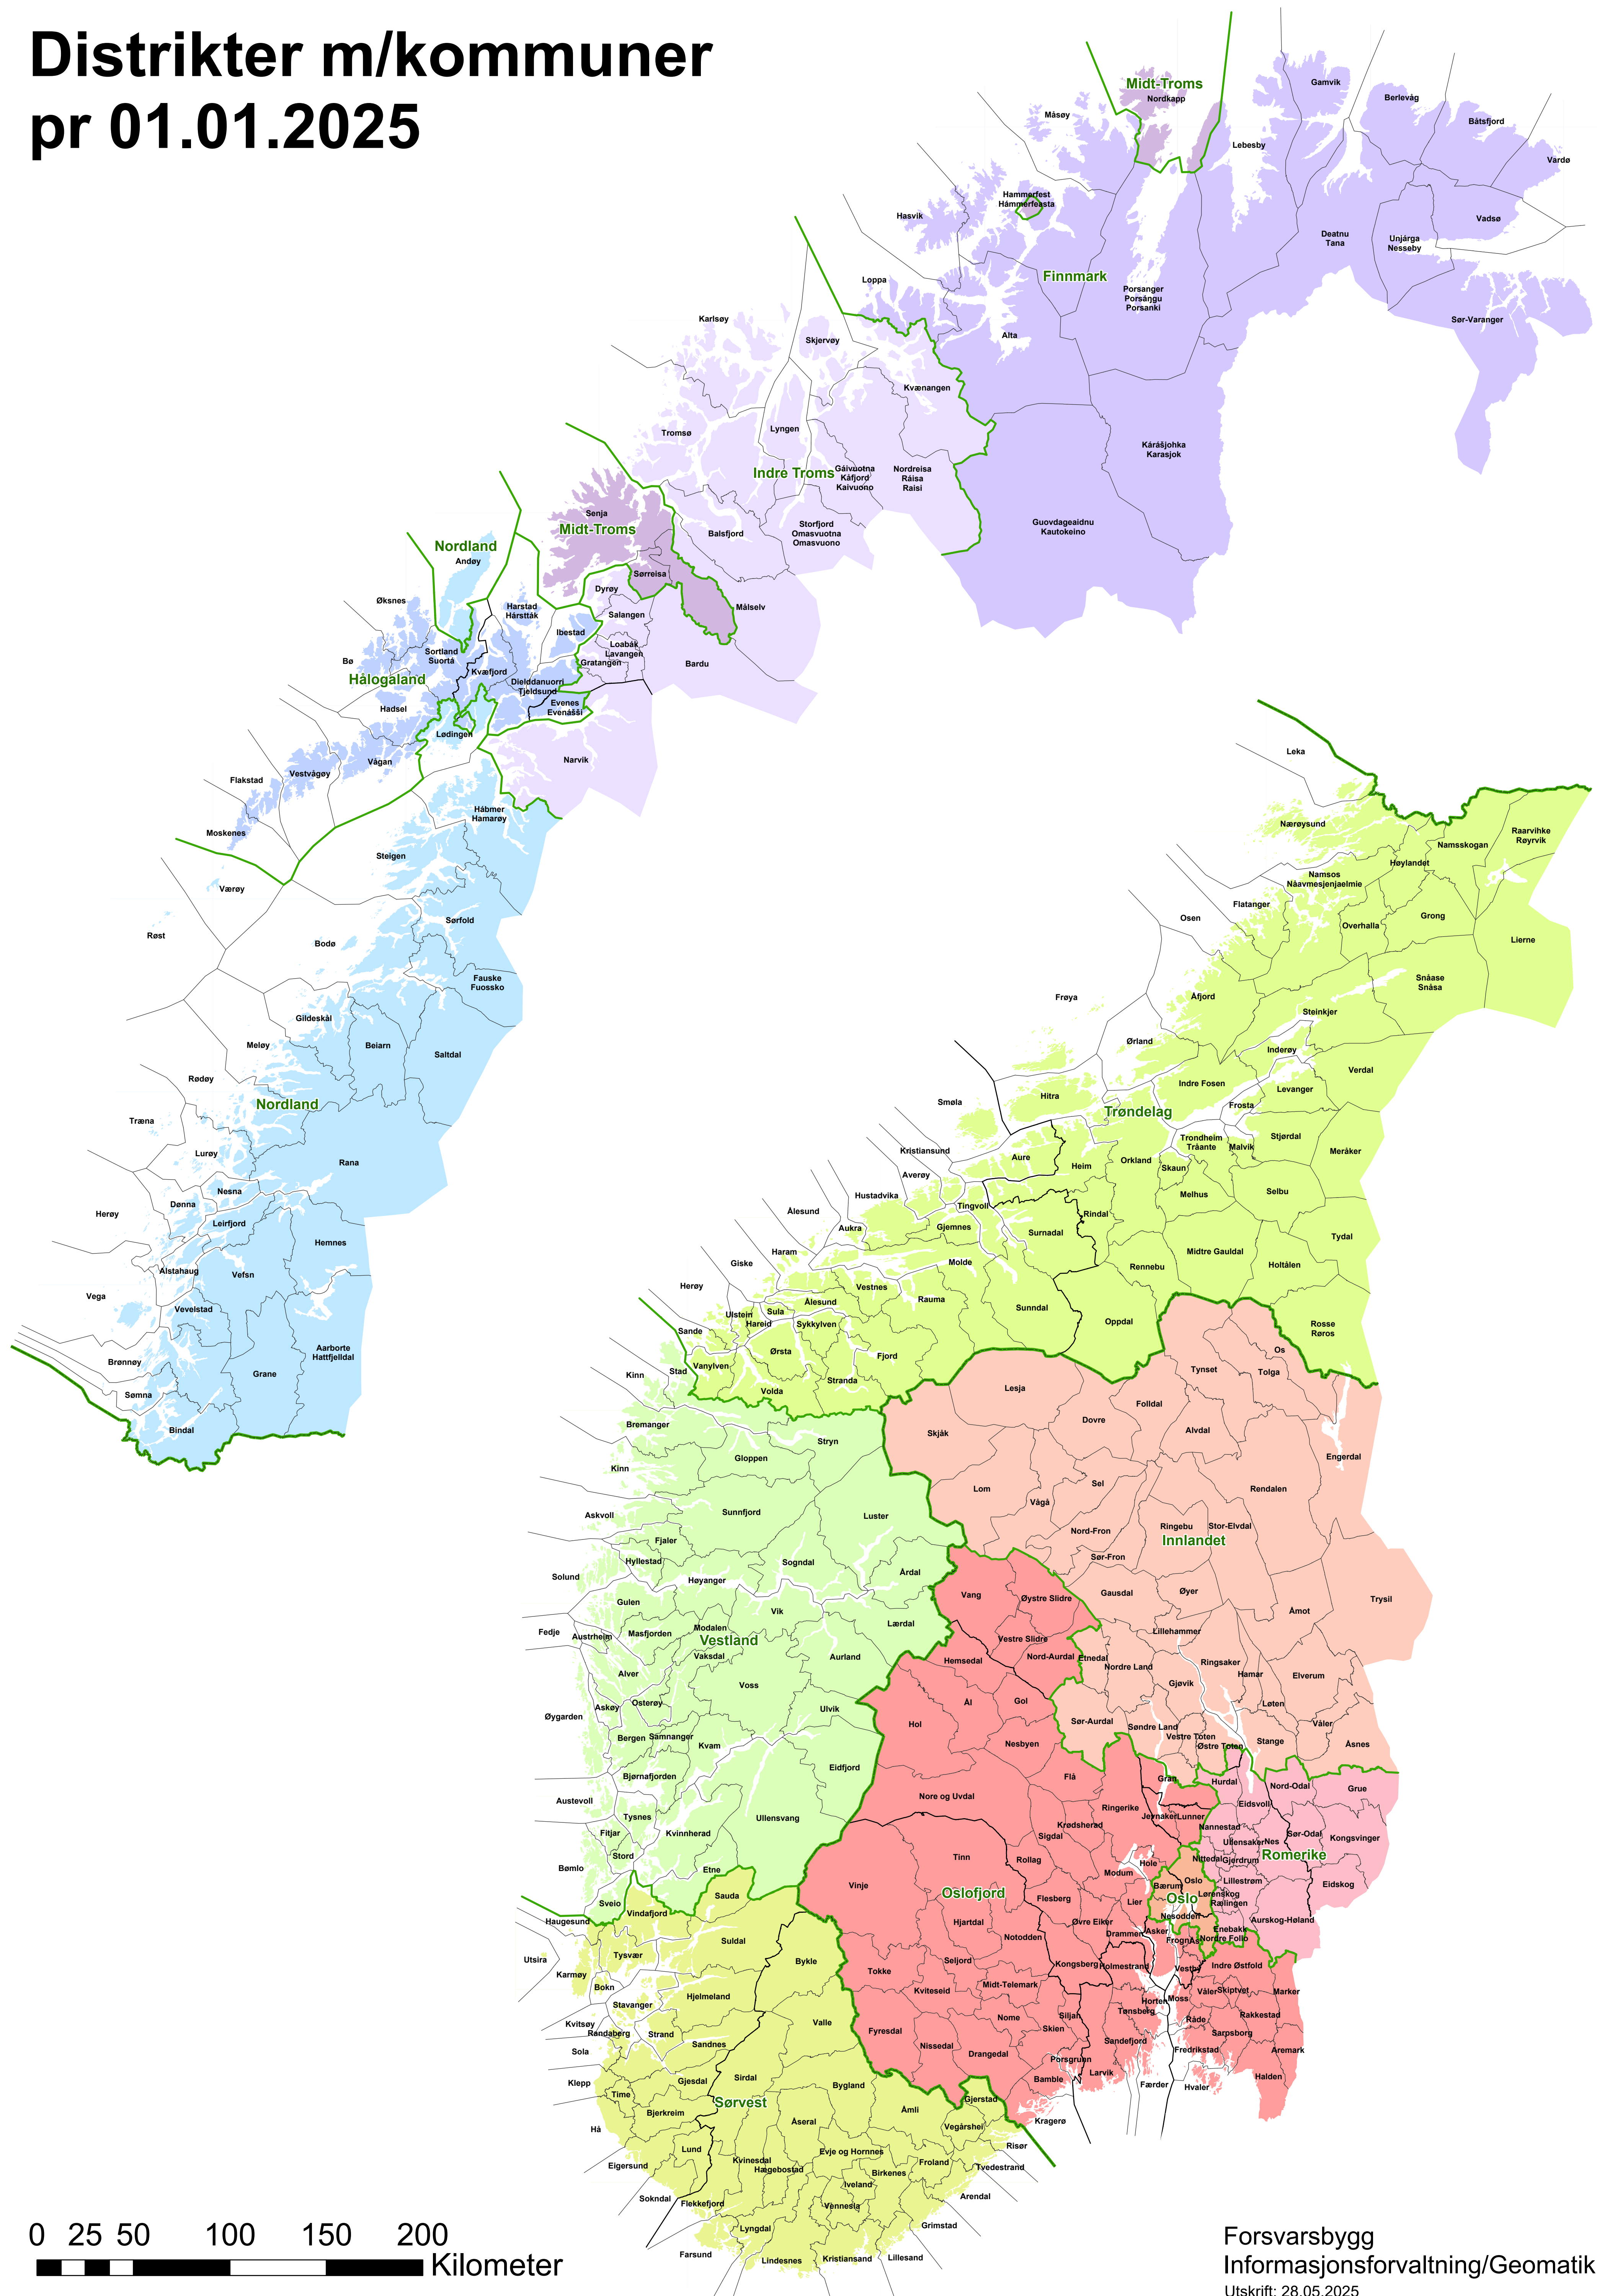 Distrikter m/kommuner
pr 01.01.2025
Midt-Troms
Nordkapp
Gamvik
Berlevåg
Båtsfjord
Vardø
Måsøy
Lebesby
Hammerfest
Hámmerfeasta
Hasvik
Deatnu
Tana
Unjárga
Nesseby
Vadsø
Finnmark
Loppa
Porsanger
Porsáŋgu
Porsanki
Alta
Sør-Varanger
Karlsøy
Skjervøy
Kvænangen
Tromsø
Lyngen
Kárášjohka
Karasjok
Indre Troms
Gáivuotna
Kåfjord
Kaivuono
Nordreisa
Ráisa
Raisi
Guovdageaidnu
Kautokeino
Senja
Midt-Troms
Balsfjord
Storfjord
Omasvuotna
Omasvuono
Nordland
Andøy
Sørreisa
Dyrøy
Målselv
Øksnes
Harstad
Hárstták
Salangen
Ibestad
Sortland
Suortá
Loabák
Lavangen
Gratangen
Bardu
Bø
Kvæfjord
Hålogaland
Dielddanuorri
Tjeldsund
Hadsel
Evenes
Evenášši
Lødingen
Narvik
Vågan
Vestvågøy
Flakstad
Moskenes
Hábmer
Hamarøy
Steigen
Værøy
Sørfold
Røst
Bodø
Fauske
Fuossko
Gildeskål
Meløy
Beiarn
Saltdal
Rødøy
Nordland
Træna
Lurøy
Rana
Nesna
Dønna
Herøy
Leirfjord
Hemnes
Alstahaug
Vefsn
Vega
Vevelstad
Aarborte
Hattfjelldal
Brønnøy
Grane
Sømna
Bindal
Leka
Nærøysund
Raarvihke
Røyrvik
Namsskogan
Høylandet
Namsos
Nåavmesjenjaelmie
Flatanger
Osen
Overhalla
Grong
Lierne
Snåase
Snåsa
Frøya
Åfjord
Steinkjer
Ørland
Inderøy
Verdal
Indre Fosen
Levanger
Hitra
Smøla
Trøndelag
Frosta
Trondheim
Tråante
Malvik
Stjørdal
Meråker
Kristiansund
Aure
Heim
Orkland
Skaun
Averøy
Melhus
Selbu
Hustadvika
Tingvoll
Ålesund
Aukra
Gjemnes
Rindal
Surnadal
Tydal
Haram
Midtre Gauldal
Giske
Molde
Rennebu
Holtålen
Herøy
Vestnes
Rauma
Ålesund
Ulstein
Sula
Hareid
Sykkylven
Sunndal
Oppdal
Rosse
Røros
Sande
Ørsta
Fjord
Vanylven
Stad
Kinn
Stranda
Volda
Os
Tynset
Tolga
Lesja
Folldal
Dovre
Alvdal
Bremanger
Skjåk
Stryn
Engerdal
Gloppen
Kinn
Sel
Lom
Rendalen
Vågå
Askvoll
Sunnfjord
Luster
Nord-Fron
Ringebu
Stor-Elvdal
Innlandet
Fjaler
Sør-Fron
Hyllestad
Sogndal
Årdal
Solund
Høyanger
Vang
Øystre Slidre
Gausdal
Øyer
Trysil
Gulen
Vik
Åmot
Modalen
Lærdal
Fedje
Austrheim
Masfjorden
Vestland
Lillehammer
Vestre Slidre
Vaksdal
Aurland
Nord-Aurdal
Etnedal
Nordre Land
Hemsedal
Ringsaker
Hamar
Elverum
Alver
Voss
Gjøvik
Ål
Gol
Osterøy
Askøy
Ulvik
Løten
Øygarden
Hol
Sør-Aurdal
Søndre Land
Våler
Bergen
Samnanger
Kvam
Vestre Toten
Østre Toten
Stange
Åsnes
Nesbyen
Bjørnafjorden
Eidfjord
Flå
Gran
Hurdal
Nord-Odal
Grue
Austevoll
Nore og Uvdal
Eidsvoll
Ringerike
Tysnes
Ullensvang
Jevnaker
Lunner
Krødsherad
Nannestad
Fitjar
Kvinnherad
Sigdal
Ullensaker
Nes
Sør-Odal
Kongsvinger
Stord
Tinn
Rollag
Hole
Nittedal
Gjerdrum
Romerike
Bømlo
Etne
Modum
Vinje
Bærum
Oslo
Lillestrøm
Eidskog
Oslofjord
Flesberg
Lier
Oslo
Lørenskog
Rælingen
Sveio
Sauda
Vindafjord
Hjartdal
Øvre Eiker
Nesodden
Aurskog-Høland
Haugesund
Suldal
Notodden
Drammen
Asker
Enebakk
Nordre Follo
Frogn
Ås
Utsira
Tysvær
Bykle
Seljord
Kongsberg
Holmestrand
Vestby
Indre Østfold
Karmøy
Tokke
Bokn
Hjelmeland
Kviteseid
Midt-Telemark
Våler
Skiptvet
Marker
Stavanger
Horten
Moss
Kvitsøy
Valle
Nome
Siljan
Tønsberg
Råde
Rakkestad
Randaberg
Strand
Fyresdal
Skien
Sarpsborg
Sola
Sandnes
Nissedal
Sandefjord
Fredrikstad
Aremark
Drangedal
Porsgrunn
Klepp
Gjesdal
Sirdal
Bygland
Bamble
Larvik
Færder
Hvaler
Halden
Time
Gjerstad
Sørvest
Bjerkreim
Åmli
Kragerø
Hå
Åseral
Vegårshei
Lund
Evje og Hornnes
Risør
Eigersund
Kvinesdal
Hægebostad
Froland
Tvedestrand
Birkenes
Iveland
Sokndal
Flekkefjord
Vennesla
Arendal
Grimstad
Lyngdal
Farsund
Lindesnes
Kristiansand
Lillesand
0 25 50 100 150 200
Kilometer
Forsvarsbygg
Informasjonsforvaltning/Geomatik
Utskrift: 28.05.2025